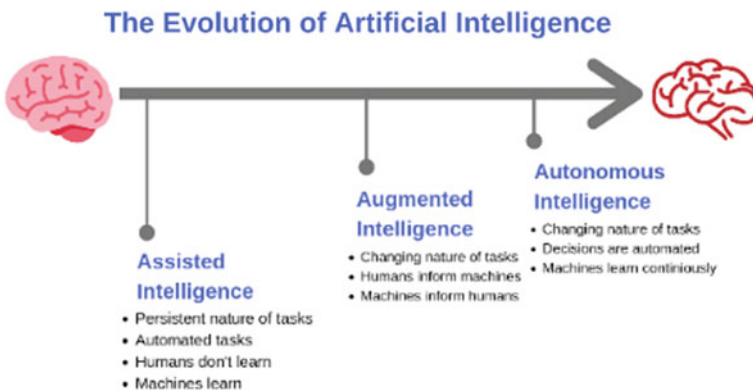 The Evolution of Artificial Intelligence
Assisted
Intelligence
• Persistent nature of tasks
• Automated tasks
• Humans don't learn
• Machines learn
Augmented
Intelligence
• Changing nature of tasks
• Humans inform machines
• Machines inform humans
Autonomous
Intelligence
• Changing nature of tasks
• Decisions are automated
• Machines learn continiously